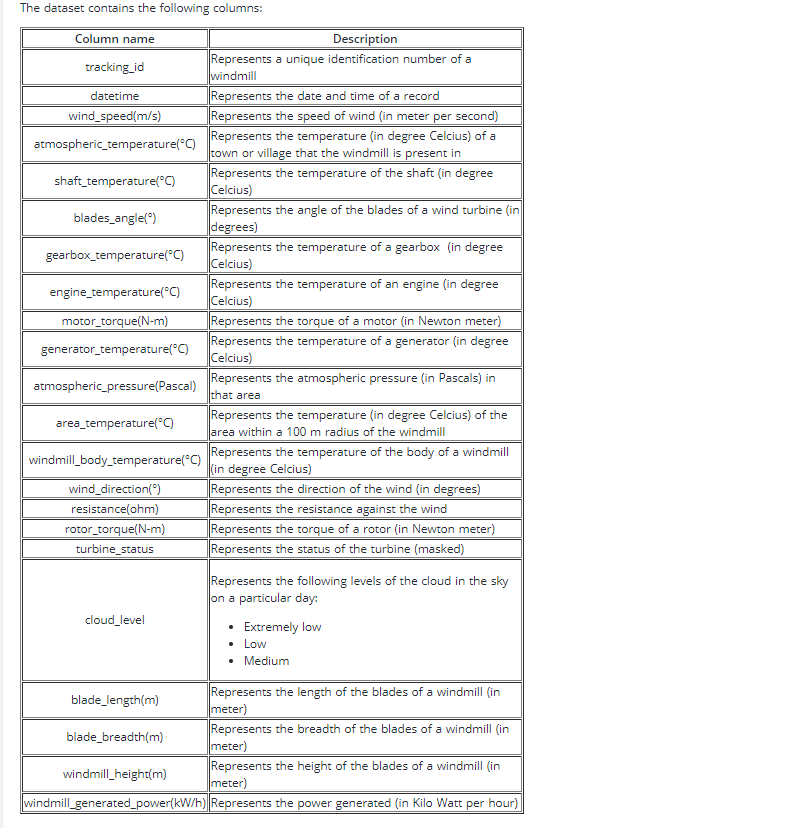 The dataset contains the following columns:
Column name Description
tracking_id Represents a unique identification number of a
windmill
datetime Represents the date and time of a record
wind_speed(m/s) Represents the speed of wind (in meter per second)
atmospheric_temperature(°C) Represents the temperature (in degree Celcius) of a
town or village that the windmill is present in
shaft_temperature(°C) Represents the temperature of the shaft (in degree
Celcius)
blades_angle(°) Represents the angle of the blades of a wind turbine (in
degrees)
gearbox_temperature(°C) Represents the temperature of a gearbox (in degree
Celcius)
engine_temperature(°C) Represents the temperature of an engine (in degree
Celcius)
motor_torque(N-m) Represents the torque of a motor (in Newton meter)
generator_temperature(°C) Represents the temperature of a generator (in degree
Celcius)
atmospheric_pressure(Pascal) Represents the atmospheric pressure (in Pascals) in
that area
area_temperature(°C) Represents the temperature (in degree Celcius) of the
area within a 100 m radius of the windmill
windmill_body_temperature(°C) Represents the temperature of the body of a windmill
(in degree Celcius)
wind_direction(°) Represents the direction of the wind (in degrees)
resistance(ohm) Represents the resistance against the wind
rotor_torque(N-m) Represents the torque of a rotor (in Newton meter)
turbine_status Represents the status of the turbine (masked)
cloud_level Represents the following levels of the cloud in the sky
on a particular day:
• Extremely low
• Low
• Medium
blade_length(m) Represents the length of the blades of a windmill (in
meter)
blade_breadth(m) Represents the breadth of the blades of a windmill (in
meter)
windmill_height(m) Represents the height of the blades of a windmill (in
meter)
windmill_generated_power(kW/h) Represents the power generated (in Kilo Watt per hour)